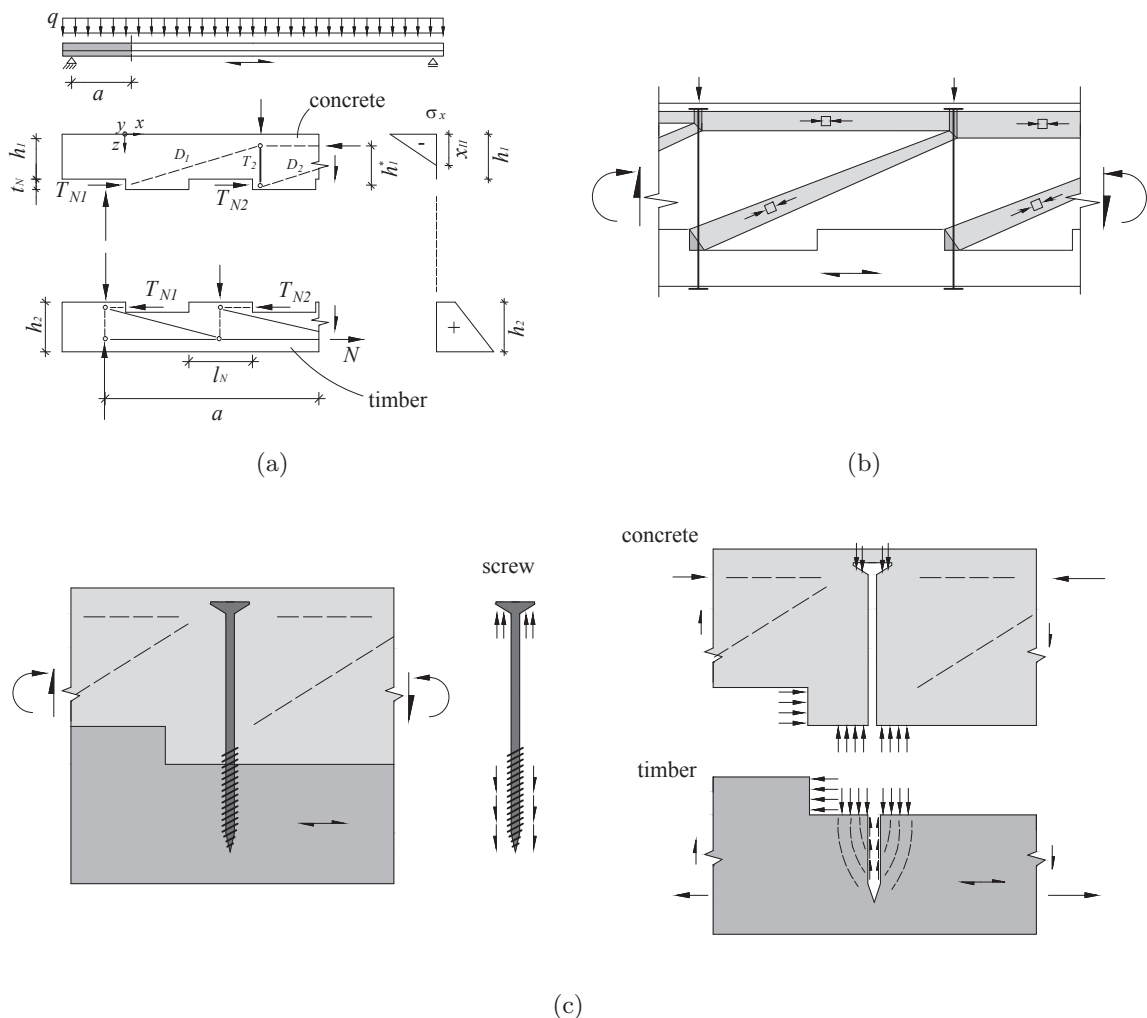 q
a
concrete
σx
y x
z
h1
tN
D1
T2
D2
h1*
-
xII
h1
TN1
TN2
TN1
TN2
h2
+
h2
N
lN
timber
a
(a)
(b)
concrete
screw
timber
(c)